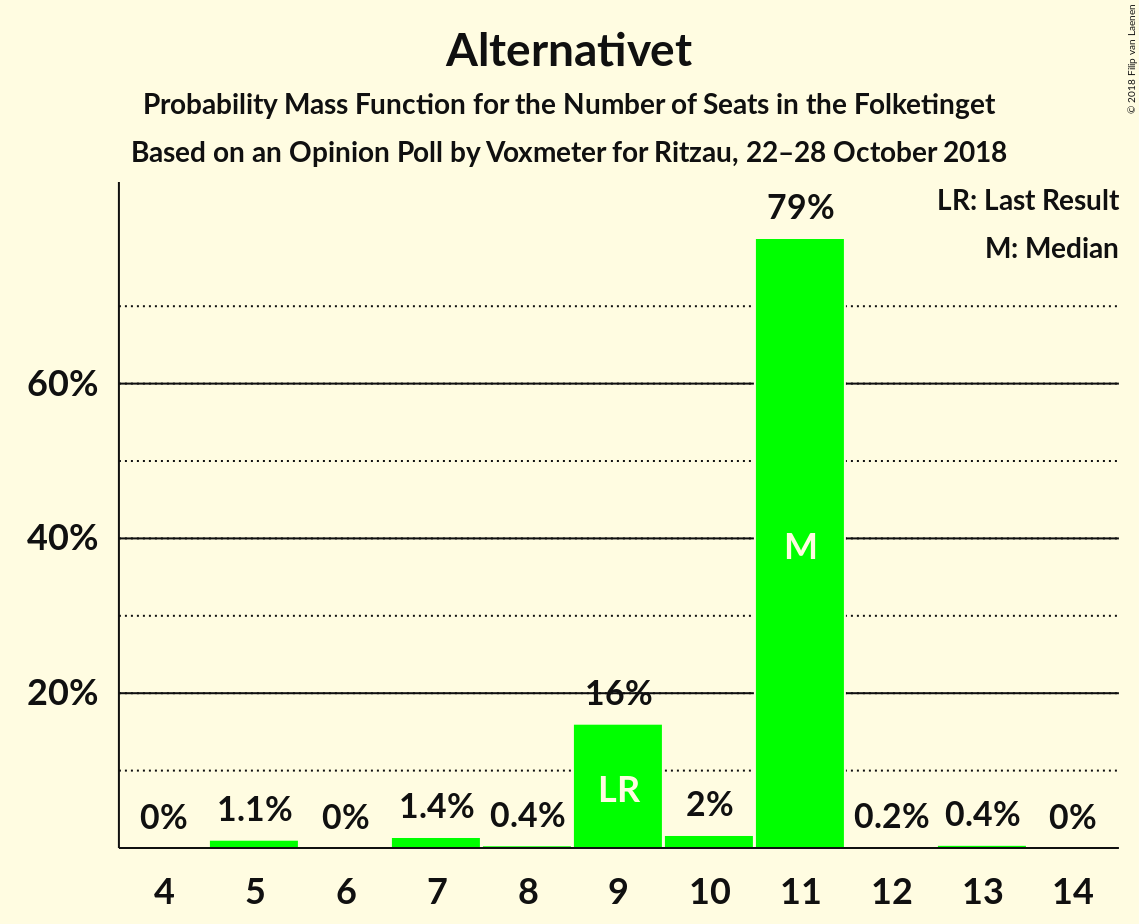 Alternativet
Probability Mass Function for the Number of Seats in the Folketinget
Based on an Opinion Poll by Voxmeter for Ritzau, 22–28 October 2018
© 2018 Filip van Laenen
LR: Last Result
M: Median
79%
60%
40%
20%
M
16%
LR
0%
1.1%
0%
1.4%
0.4%
2%
0.2%
0.4%
0%
4 5 6 7 8 9 10 11 12 13 14